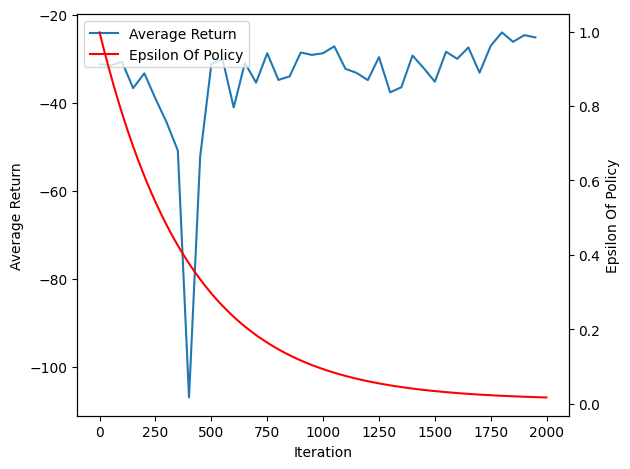 Average Return
Epsilon Of Policy
−20
−40
−60
−80
−100
Average Return
1.0
0.8
0.6
0.4
0.2
0.0
Epsilon Of Policy
0 250 500 750 1000 1250 1500 1750 2000
Iteration